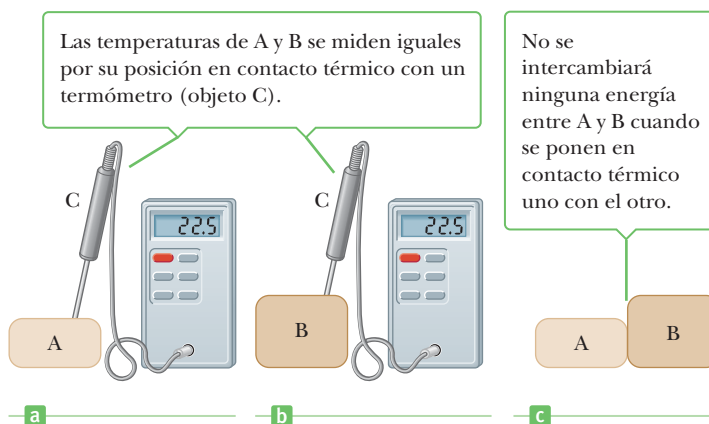 Las temperaturas de A y B se miden iguales
por su posición en contacto térmico con un
termómetro (objeto C).
No se
intercambiará
ninguna energía
entre A y B cuando
se ponen en
contacto térmico
uno con el otro.
C
22.5
A
C
22.5
B
A
B
a
b
c